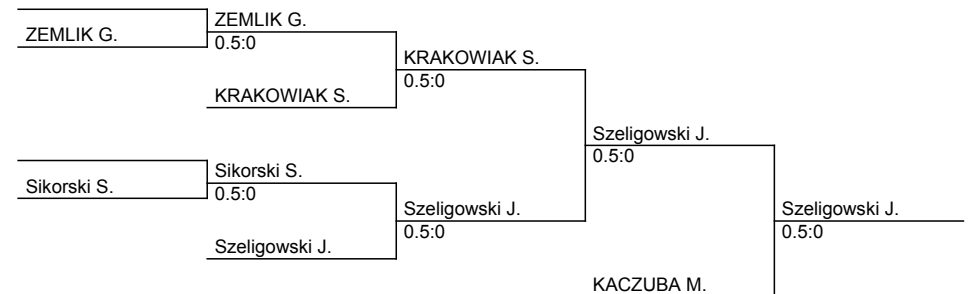 ZEMLIK G.
ZEMLIK G.
0.5:0
KRAKOWIAK S.
KRAKOWIAK S.
0.5:0
Szeligowski J.
0.5:0
Sikorski S.
Sikorski S.
0.5:0
Szeligowski J.
Szeligowski J.
0.5:0
Szeligowski J.
0.5:0
KACZUBA M.